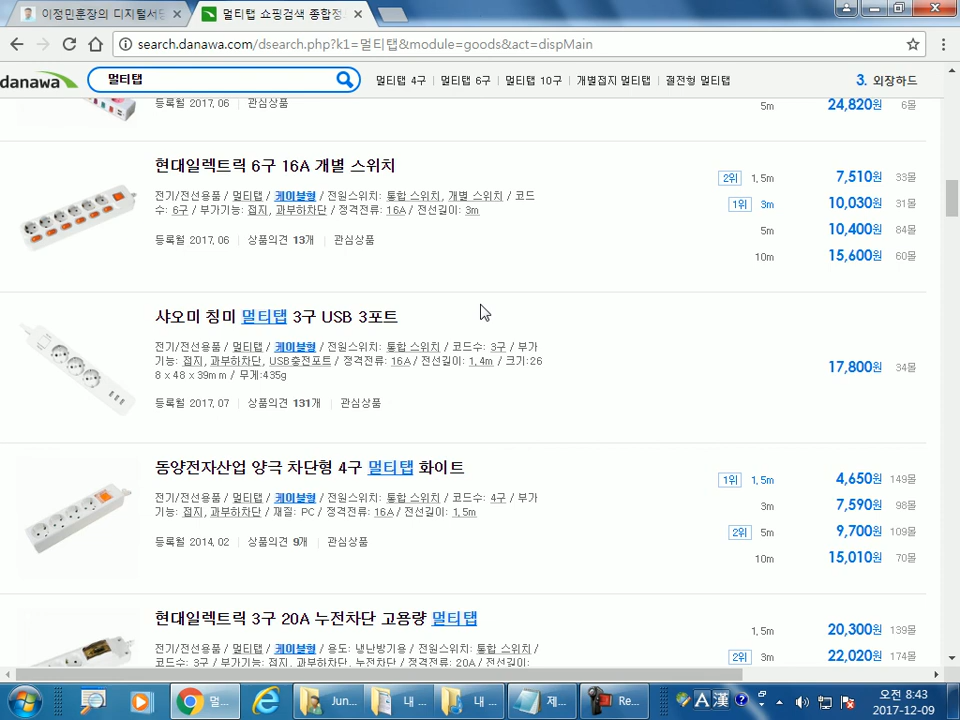 이정민훈장의 디지털서당
멀티탭 쇼핑검색 종합정
search.danawa.com/dsearch.php?k1=멀티탭&module=goods&act=dispMain
danawa
멀티탭
멀티탭 4구 | 멀티탭 6구 | 멀티탭 10구 | 개별접지 멀티탭 | 결전형 멀티탭
3. 외장하드
등록월 2017.06 | 관심상품
5m 24,820원 6몰
현대일렉트릭 6구 16A 개별 스위치
전기/전선용품 / 멀티탭 / 케이블형 / 전원스위치: 통합 스위치, 개별 스위치 / 코드
수: 6구 / 부가기능: 접지, 과부하차단 / 정격전류: 16A / 전선길이: 3m
등록월 2017.06 | 상품의견 13개 | 관심상품
2위 1.5m 7,510원 33몰
1위 3m 10,030원 31몰
5m 10,400원 84몰
10m 15,600원 60몰
샤오미 칭미 멀티탭 3구 USB 3포트
전기/전선용품 / 멀티탭 / 케이블형 / 전원스위치: 통합 스위치 / 코드수: 3구 / 부가
기능: 접지, 과부하차단, USB충전포트 / 정격전류: 16A / 전선길이: 1.4m / 크기:26
8 x 48 x 39mm / 무게:435g
등록월 2017.07 | 상품의견 131개 | 관심상품
17,800원 34몰
동양전자산업 양극 차단형 4구 멀티탭 화이트
전기/전선용품 / 멀티탭 / 케이블형 / 전원스위치: 통합 스위치 / 코드수: 4구 / 부가
기능: 접지, 과부하차단 / 재질: PC / 정격전류: 16A / 전선길이: 1.5m
등록월 2014.02 | 상품의견 9개 | 관심상품
1위 1.5m 4,650원 149몰
3m 7,590원 98몰
2위 5m 9,700원 109몰
10m 15,010원 70몰
현대일렉트릭 3구 20A 누전차단 고용량 멀티탭
전기/전선용품 / 멀티탭 / 케이블형 / 용도: 냉난방기용 / 전원스위치: 통합 스위치 /
코드수: 3구 / 부가기능: 접지, 과부하차단, 누전차단 / 정격전류: 20A / 전선길이:
1.5m 20,300원 139몰
2위 3m 22,020원 174몰
멀...
Jun...
내 ...
내 ...
제...
Re...
A 漢
오전 8:43
2017-12-09